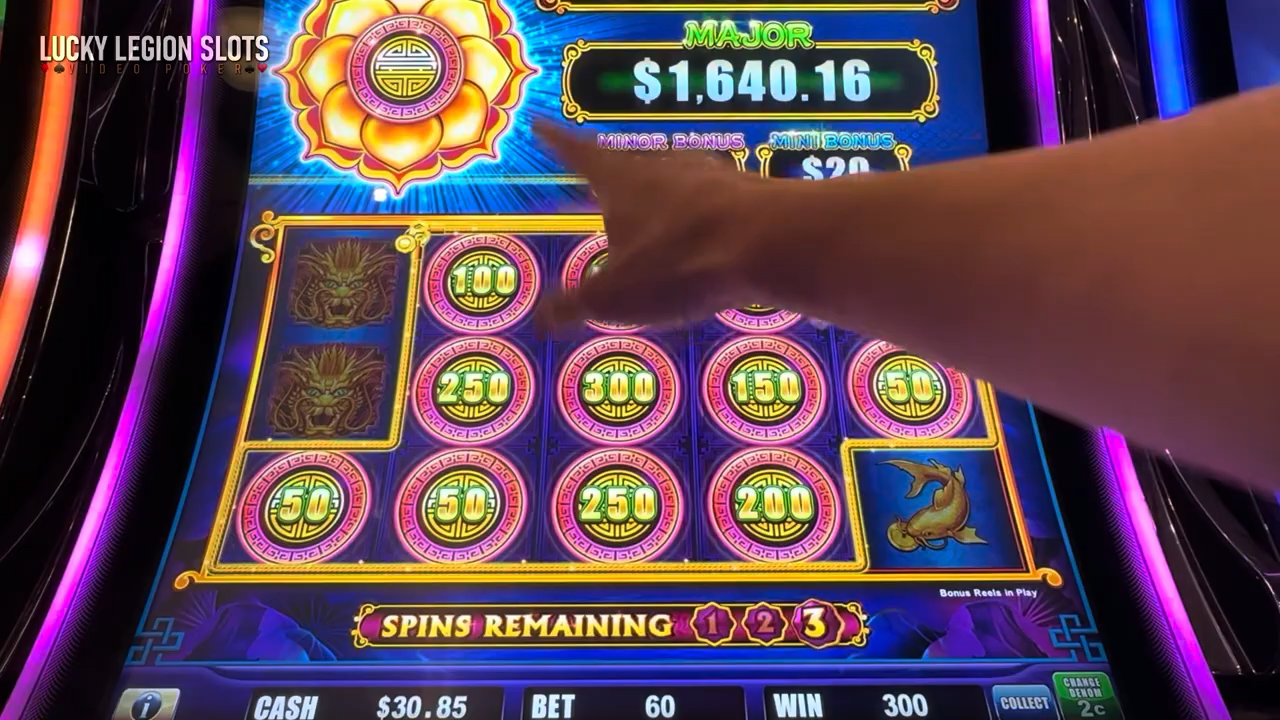 LUCKY LEGION SLOTS
VIDEO POKER
MAJOR
$1,640.16
MINOR BONUS
MINI BONUS
$20
100
250
300
150
50
50
50
250
200
Bonus Reels in Play
SPINS REMAINING 1 2 3
CASH $30.85 BET 60 WIN 300 COLLECT
CHANGE
DENOM
2¢